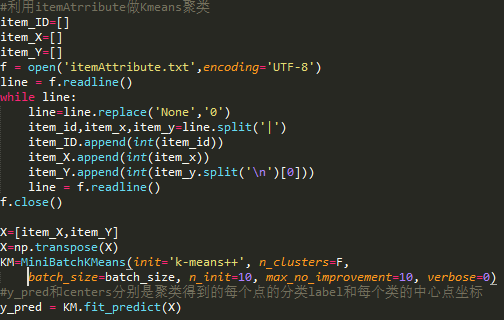 #利用itemAtrribute做Kmeans聚类
item_ID=[]
item_X=[]
item_Y=[]
f = open('itemAttribute.txt',encoding='UTF-8')
line = f.readline()
while line:
    line=line.replace('None','0')
    item_id,item_x,item_y=line.split('|')
    item_ID.append(int(item_id))
    item_X.append(int(item_x))
    item_Y.append(int(item_y.split('\n')[0]))
    line = f.readline()
f.close()
X=[item_X,item_Y]
X=np.transpose(X)
KM=MiniBatchKMeans(init='k-means++', n_clusters=F,
    batch_size=batch_size, n_init=10, max_no_improvement=10, verbose=0)
#y_pred和centers分别是聚类得到的每个点的分类label和每个类的中心点坐标
y_pred = KM.fit_predict(X)